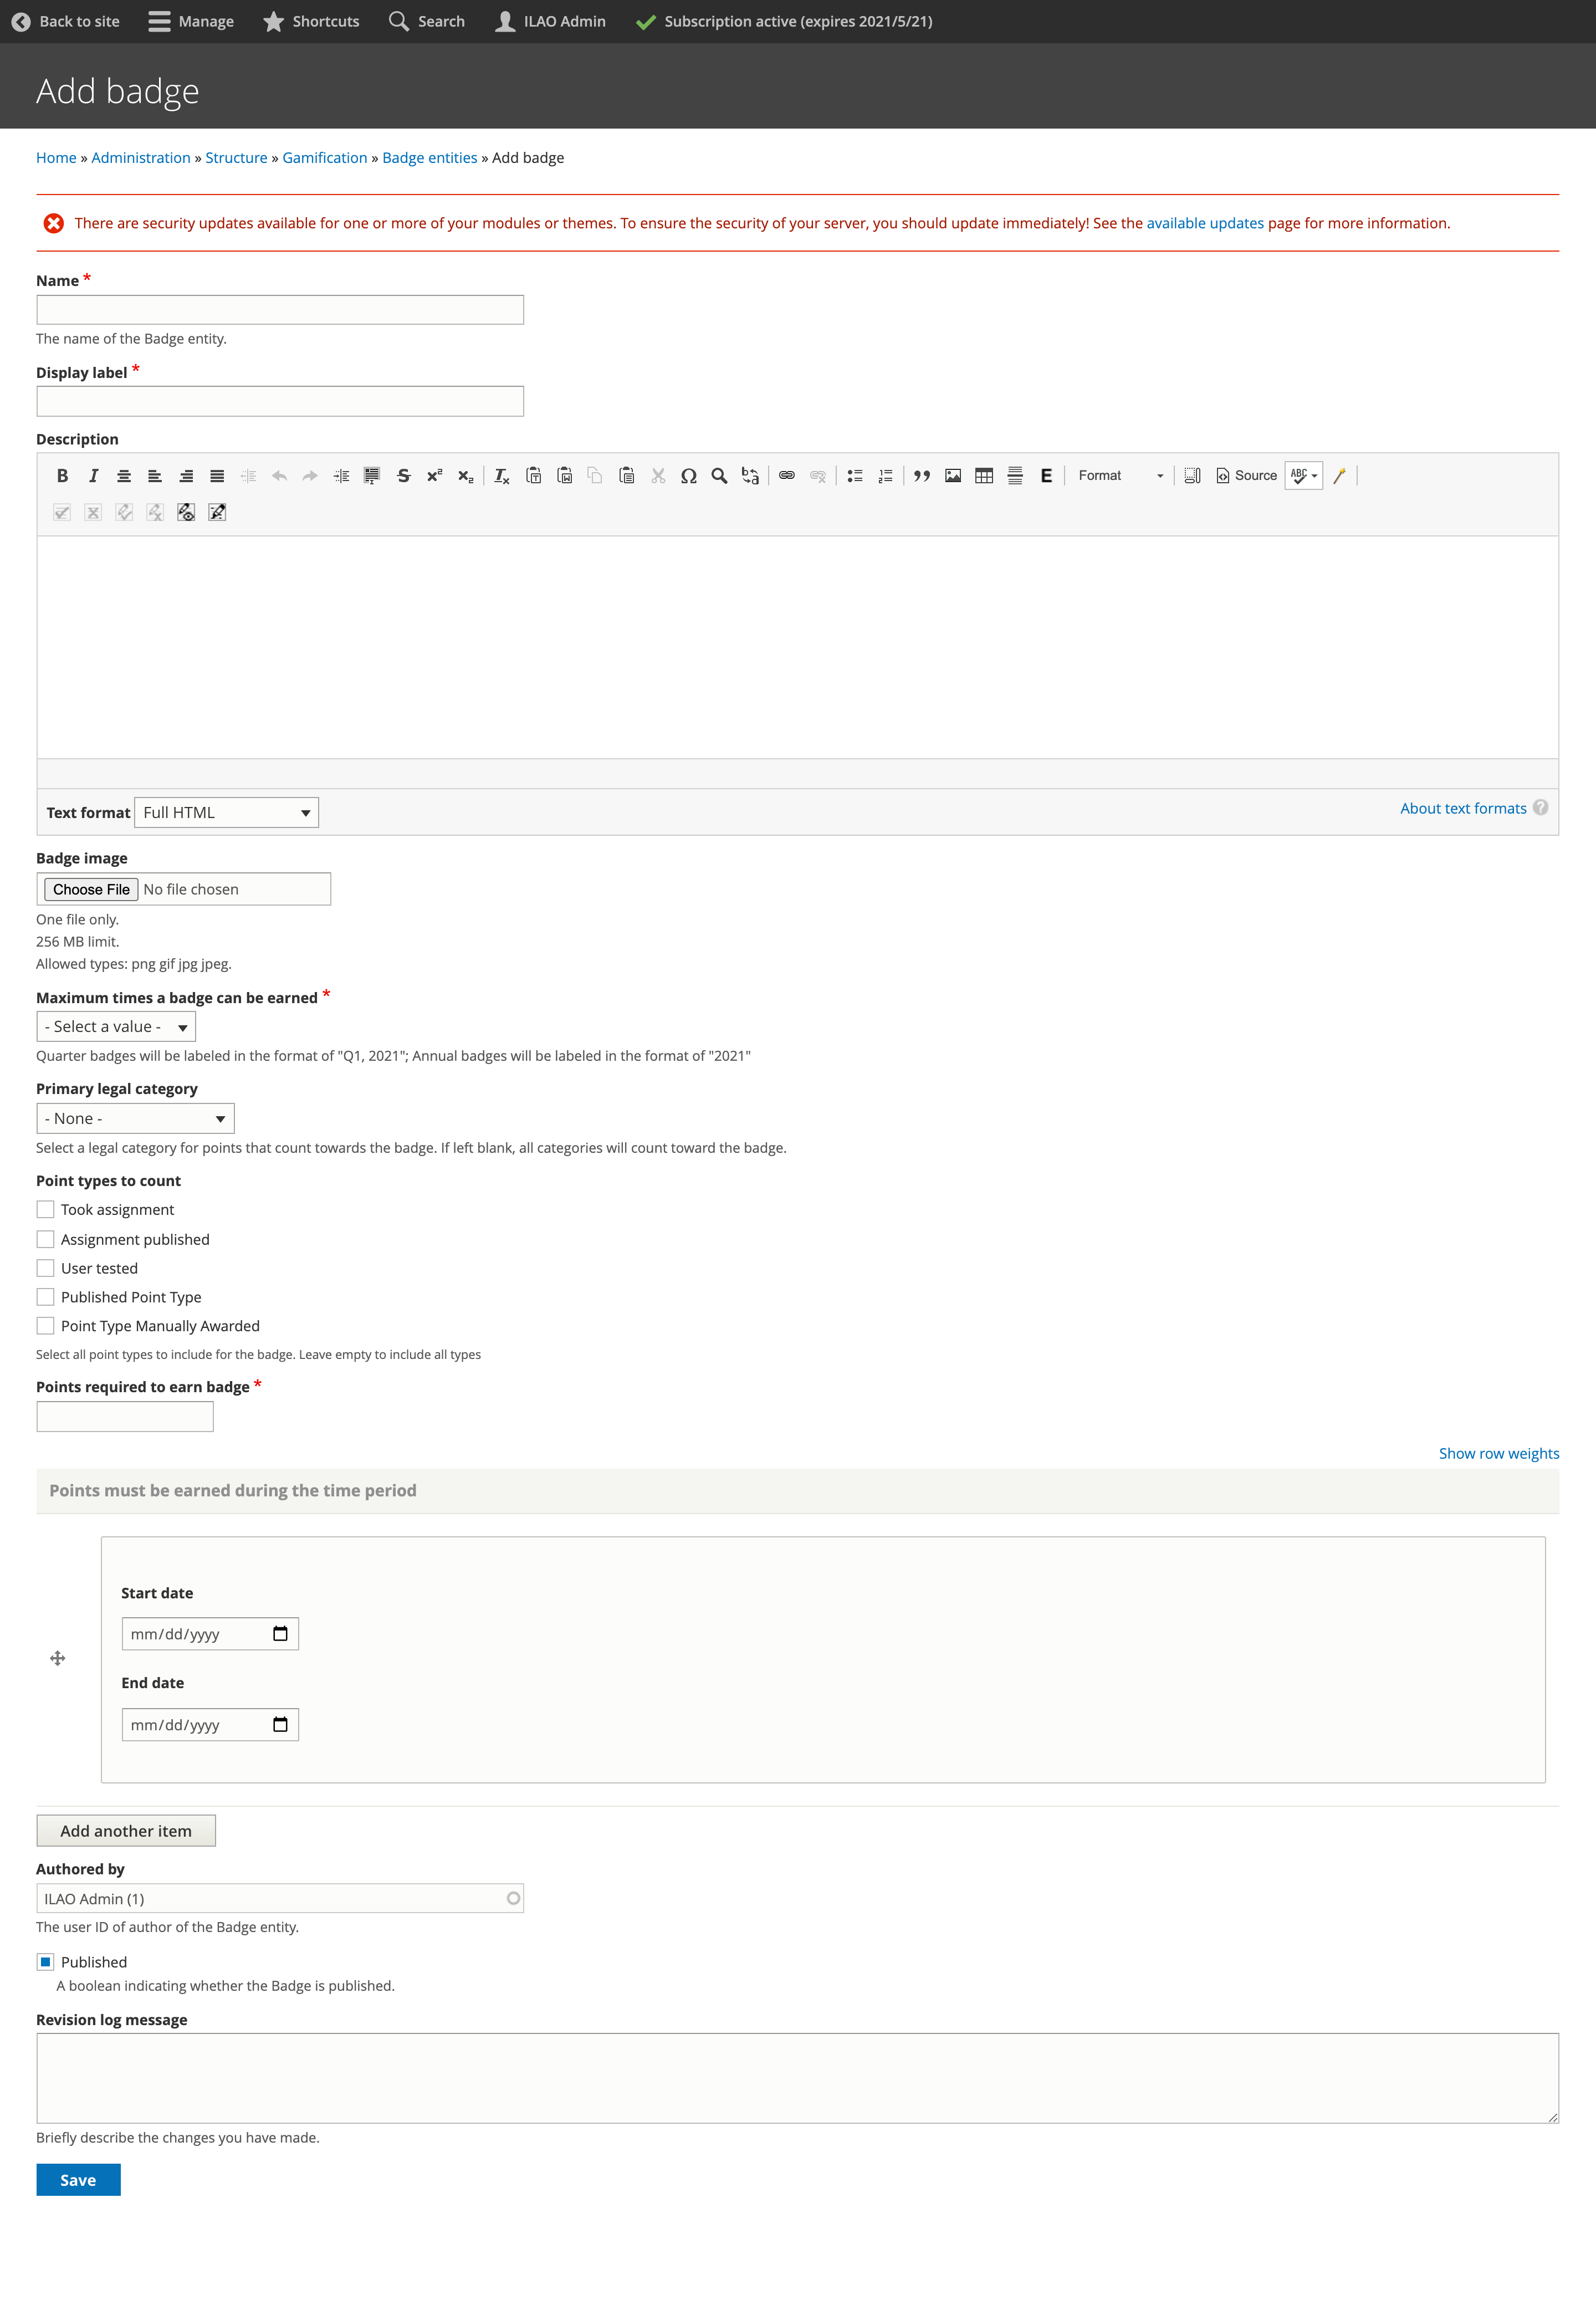 Back to site Manage Shortcuts Search ILAO Admin Subscription active (expires 2021/5/21)
Add badge
Home » Administration » Structure » Gamification » Badge entities » Add badge
There are security updates available for one or more of your modules or themes. To ensure the security of your server, you should update immediately! See the available updates page for more information.
Name *
The name of the Badge entity.
Display label *
Description
Format Source ABC
Text format Full HTML About text formats ?
Badge image
Choose File No file chosen
One file only.
256 MB limit.
Allowed types: png gif jpg jpeg.
Maximum times a badge can be earned *
- Select a value -
Quarter badges will be labeled in the format of "Q1, 2021"; Annual badges will be labeled in the format of "2021"
Primary legal category
- None -
Select a legal category for points that count towards the badge. If left blank, all categories will count toward the badge.
Point types to count
Took assignment
Assignment published
User tested
Published Point Type
Point Type Manually Awarded
Select all point types to include for the badge. Leave empty to include all types
Points required to earn badge *
Show row weights
Points must be earned during the time period
Start date
mm/dd/yyyy
End date
mm/dd/yyyy
Add another item
Authored by
ILAO Admin (1)
The user ID of author of the Badge entity.
Published
A boolean indicating whether the Badge is published.
Revision log message
Briefly describe the changes you have made.
Save